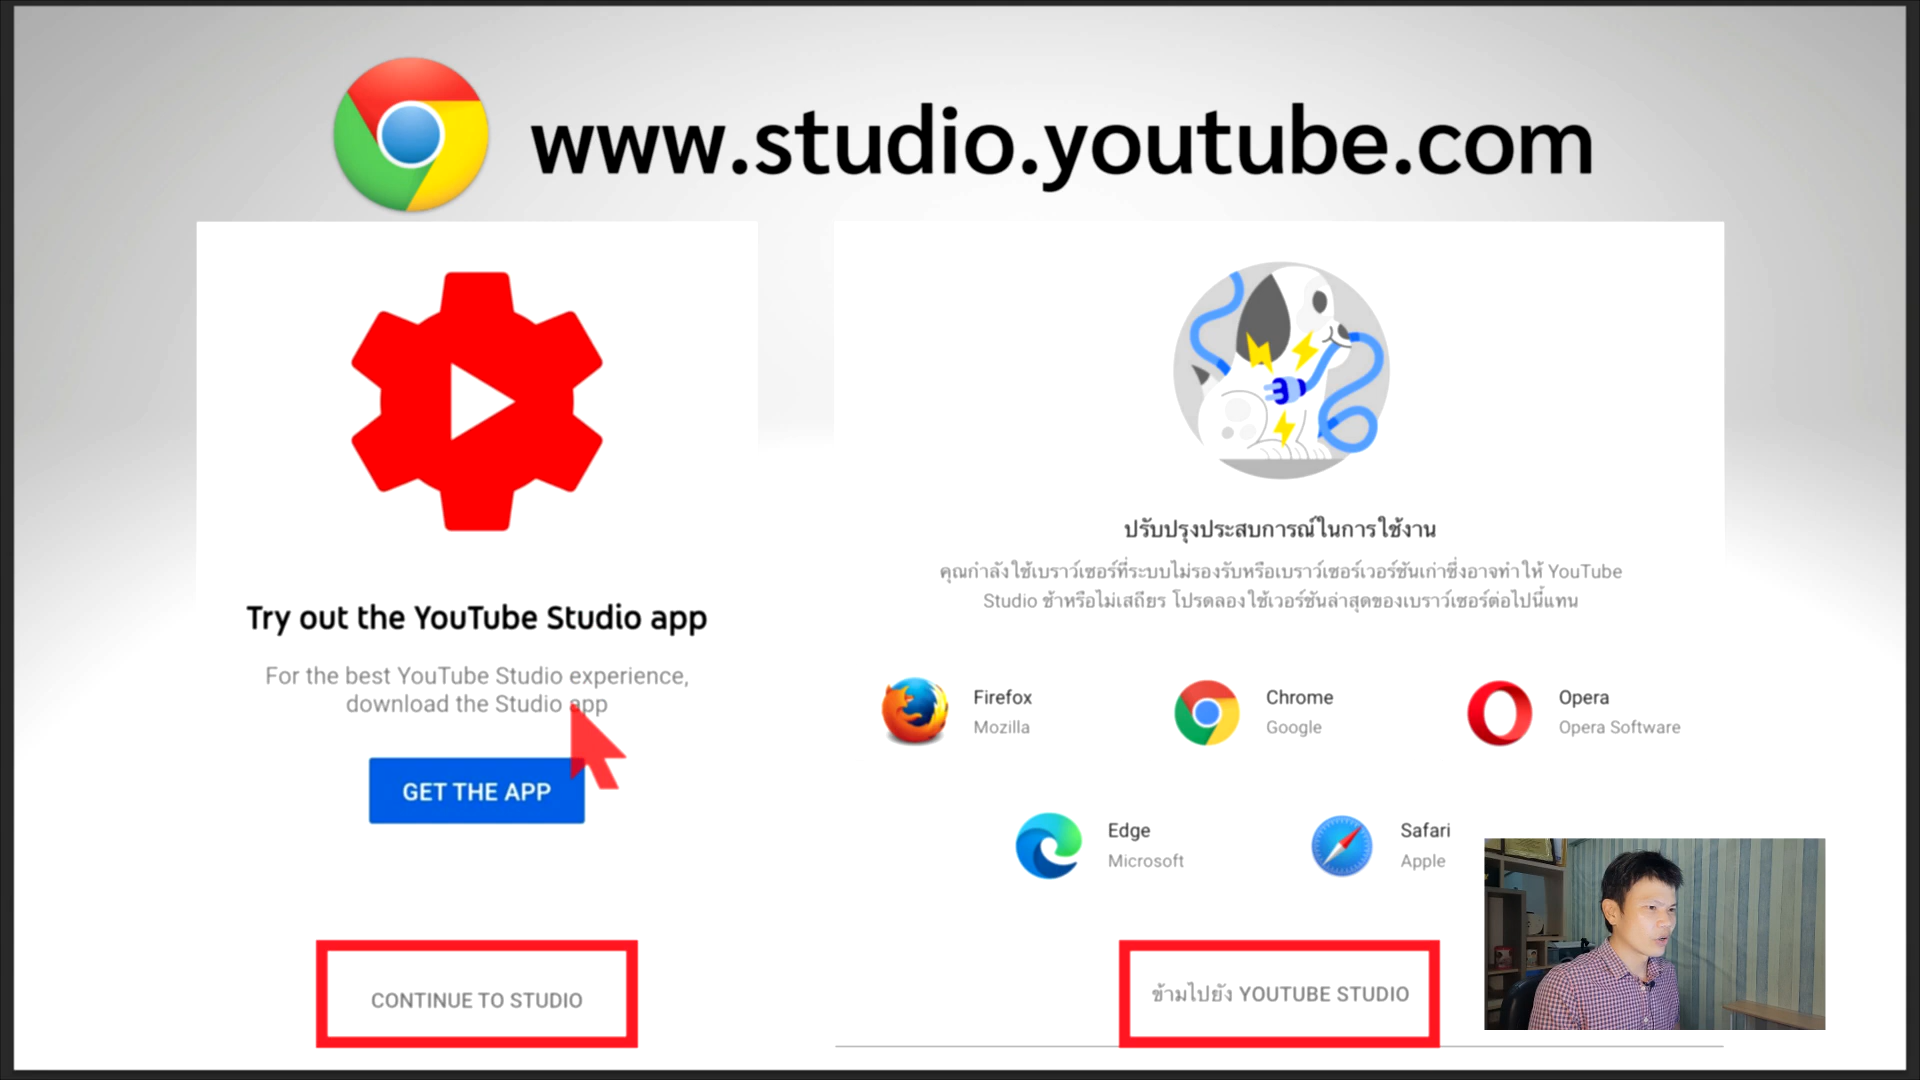 www.studio.youtube.com
Try out the YouTube Studio app
For the best YouTube Studio experience,
download the Studio app
GET THE APP
CONTINUE TO STUDIO
ปรับปรุงประสบการณ์ในการใช้งาน
คุณกำลังใช้เบราว์เซอร์ที่ระบบไม่รองรับหรือเบราว์เซอร์เวอร์ชันเก่าซึ่งอาจทำให้ YouTube
Studio ช้าหรือไม่เสถียร โปรดลองใช้เวอร์ชันล่าสุดของเบราว์เซอร์ต่อไปนี้แทน
Firefox
Mozilla
Chrome
Google
Opera
Opera Software
Edge
Microsoft
Safari
Apple
ข้ามไปยัง YOUTUBE STUDIO